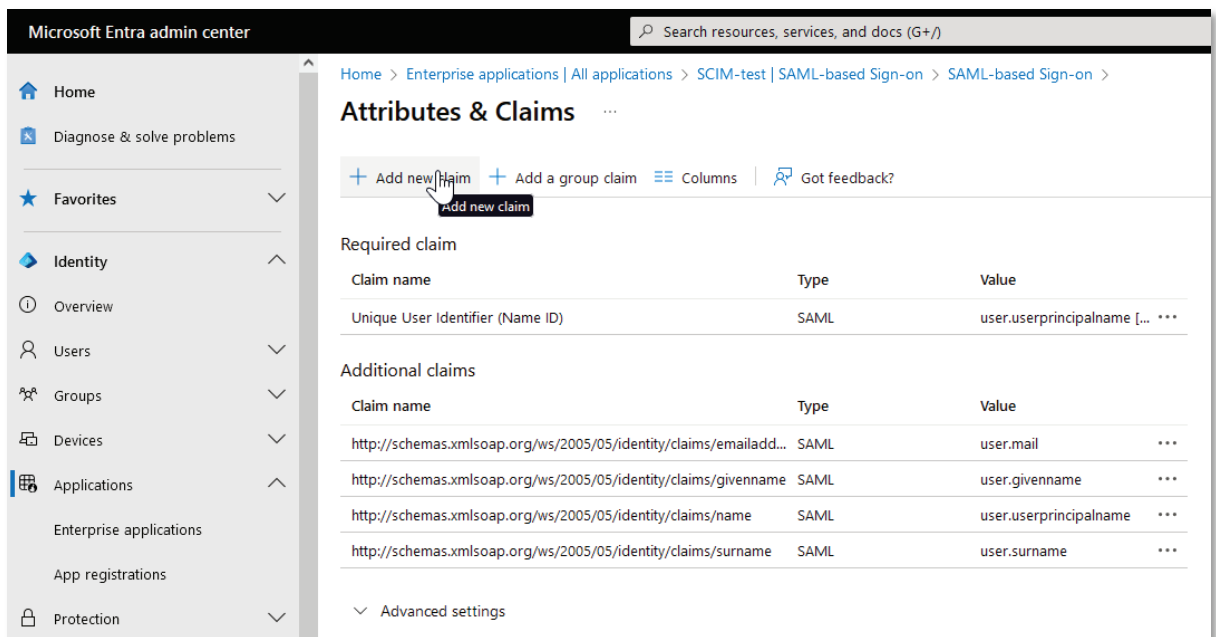 Microsoft Entra admin center
Search resources, services, and docs (G+/)
Home
Diagnose & solve problems
Favorites
Identity
Overview
Users
Groups
Devices
Applications
Enterprise applications
App registrations
Protection
Home > Enterprise applications | All applications > SCIM-test | SAML-based Sign-on > SAML-based Sign-on >
Attributes & Claims ...
Add new claim Add a group claim Columns Got feedback?
Add new claim
Required claim
Claim name Type Value
Unique User Identifier (Name ID) SAML user.userprincipalname [... ...
Additional claims
Claim name Type Value
http://schemas.xmlsoap.org/ws/2005/05/identity/claims/emailadd... SAML user.mail ...
http://schemas.xmlsoap.org/ws/2005/05/identity/claims/givenname SAML user.givenname ...
http://schemas.xmlsoap.org/ws/2005/05/identity/claims/name SAML user.userprincipalname ...
http://schemas.xmlsoap.org/ws/2005/05/identity/claims/surname SAML user.surname ...
Advanced settings